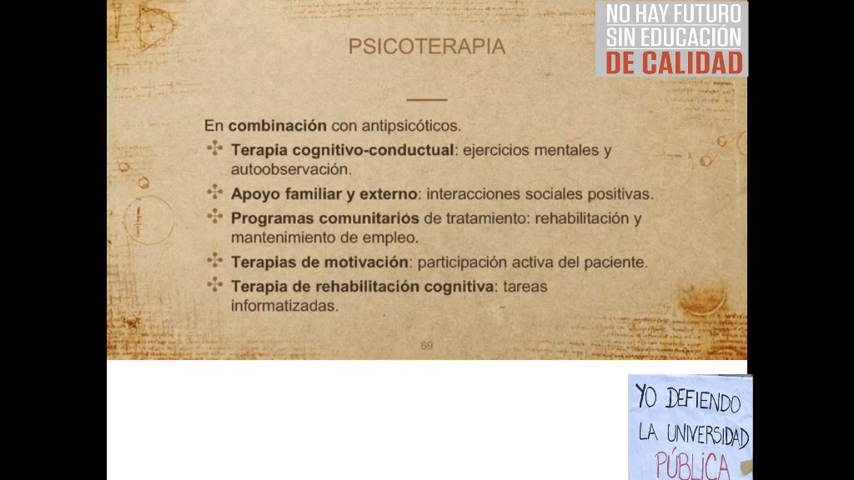 NO HAY FUTURO
SIN EDUCACIÓN
DE CALIDAD
PSICOTERAPIA
En combinación con antipsicóticos.
Terapia cognitivo-conductual: ejercicios mentales y
autoobservación.
Apoyo familiar y externo: interacciones sociales positivas.
Programas comunitarios de tratamiento: rehabilitación y
mantenimiento de empleo.
Terapias de motivación: participación activa del paciente.
Terapia de rehabilitación cognitiva: tareas
informatizadas.
69
YO DEFIENDO
LA UNIVERSIDAD
PÚBLICA